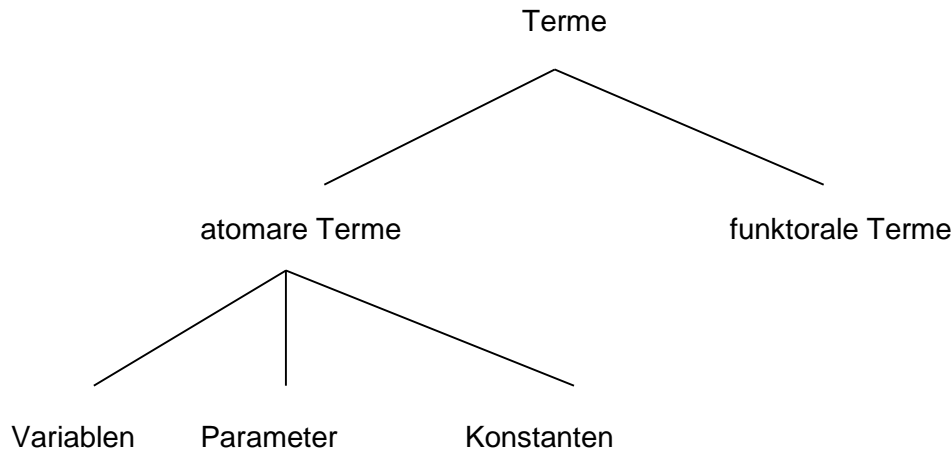 Terme
atomare Terme funktorale Terme
Variablen Parameter Konstanten